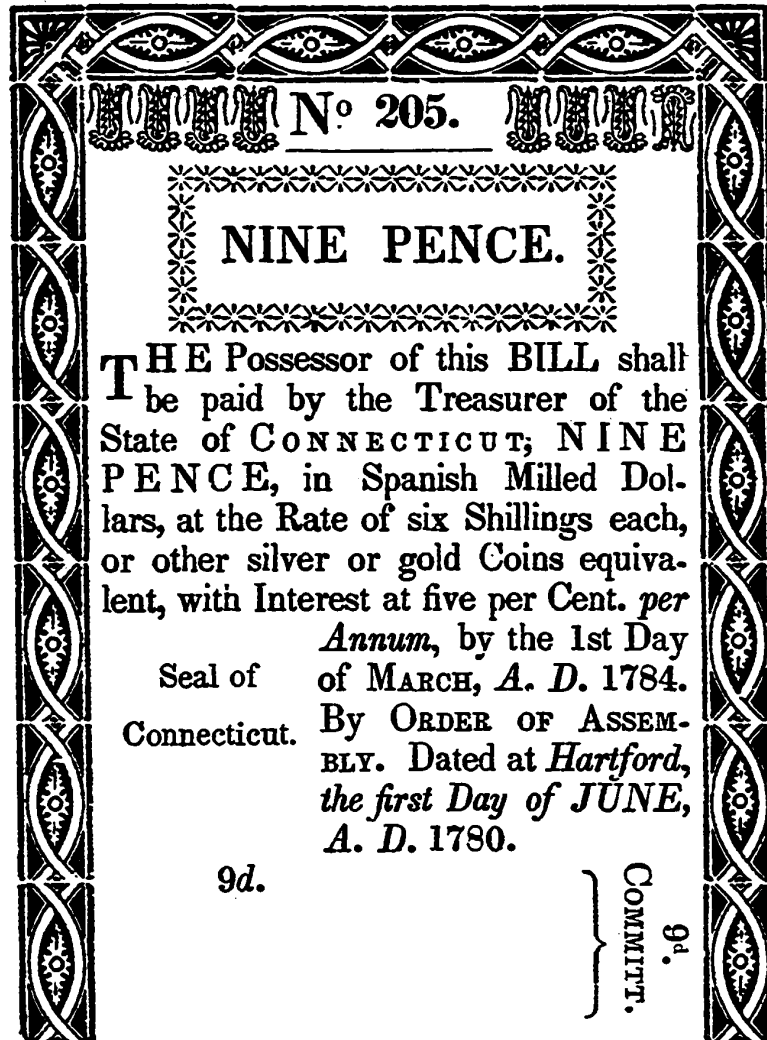 Nº 205.
NINE PENCE.
THE Possessor of this BILL shall
be paid by the Treasurer of the
State of CONNECTICUT; NINE
PENCE, in Spanish Milled Dol-
lars, at the Rate of six Shillings each,
or other silver or gold Coins equiva-
lent, with Interest at five per Cent. per
Annum, by the 1st Day
of MARCH, A. D. 1784.
By ORDER OF ASSEM-
BLY. Dated at Hartford,
the first Day of JUNE,
A. D. 1780.
Seal of
Connecticut.
9d.
9d.
COMMITT.